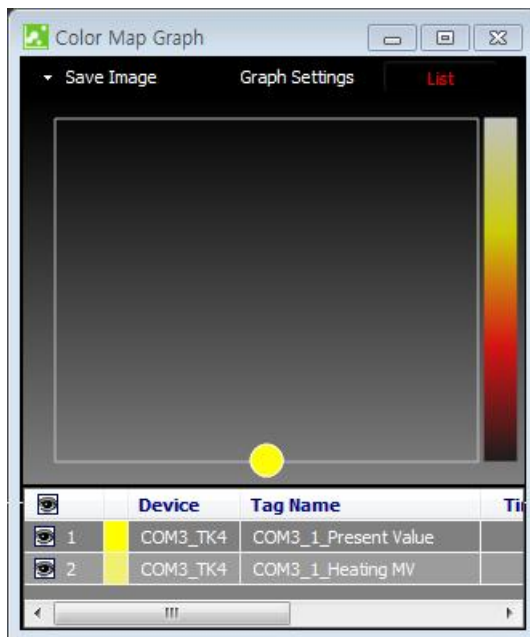 Color Map Graph
Save Image Graph Settings List
Device Tag Name Ti
1 COM3_TK4 COM3_1_Present Value
2 COM3_TK4 COM3_1_Heating MV